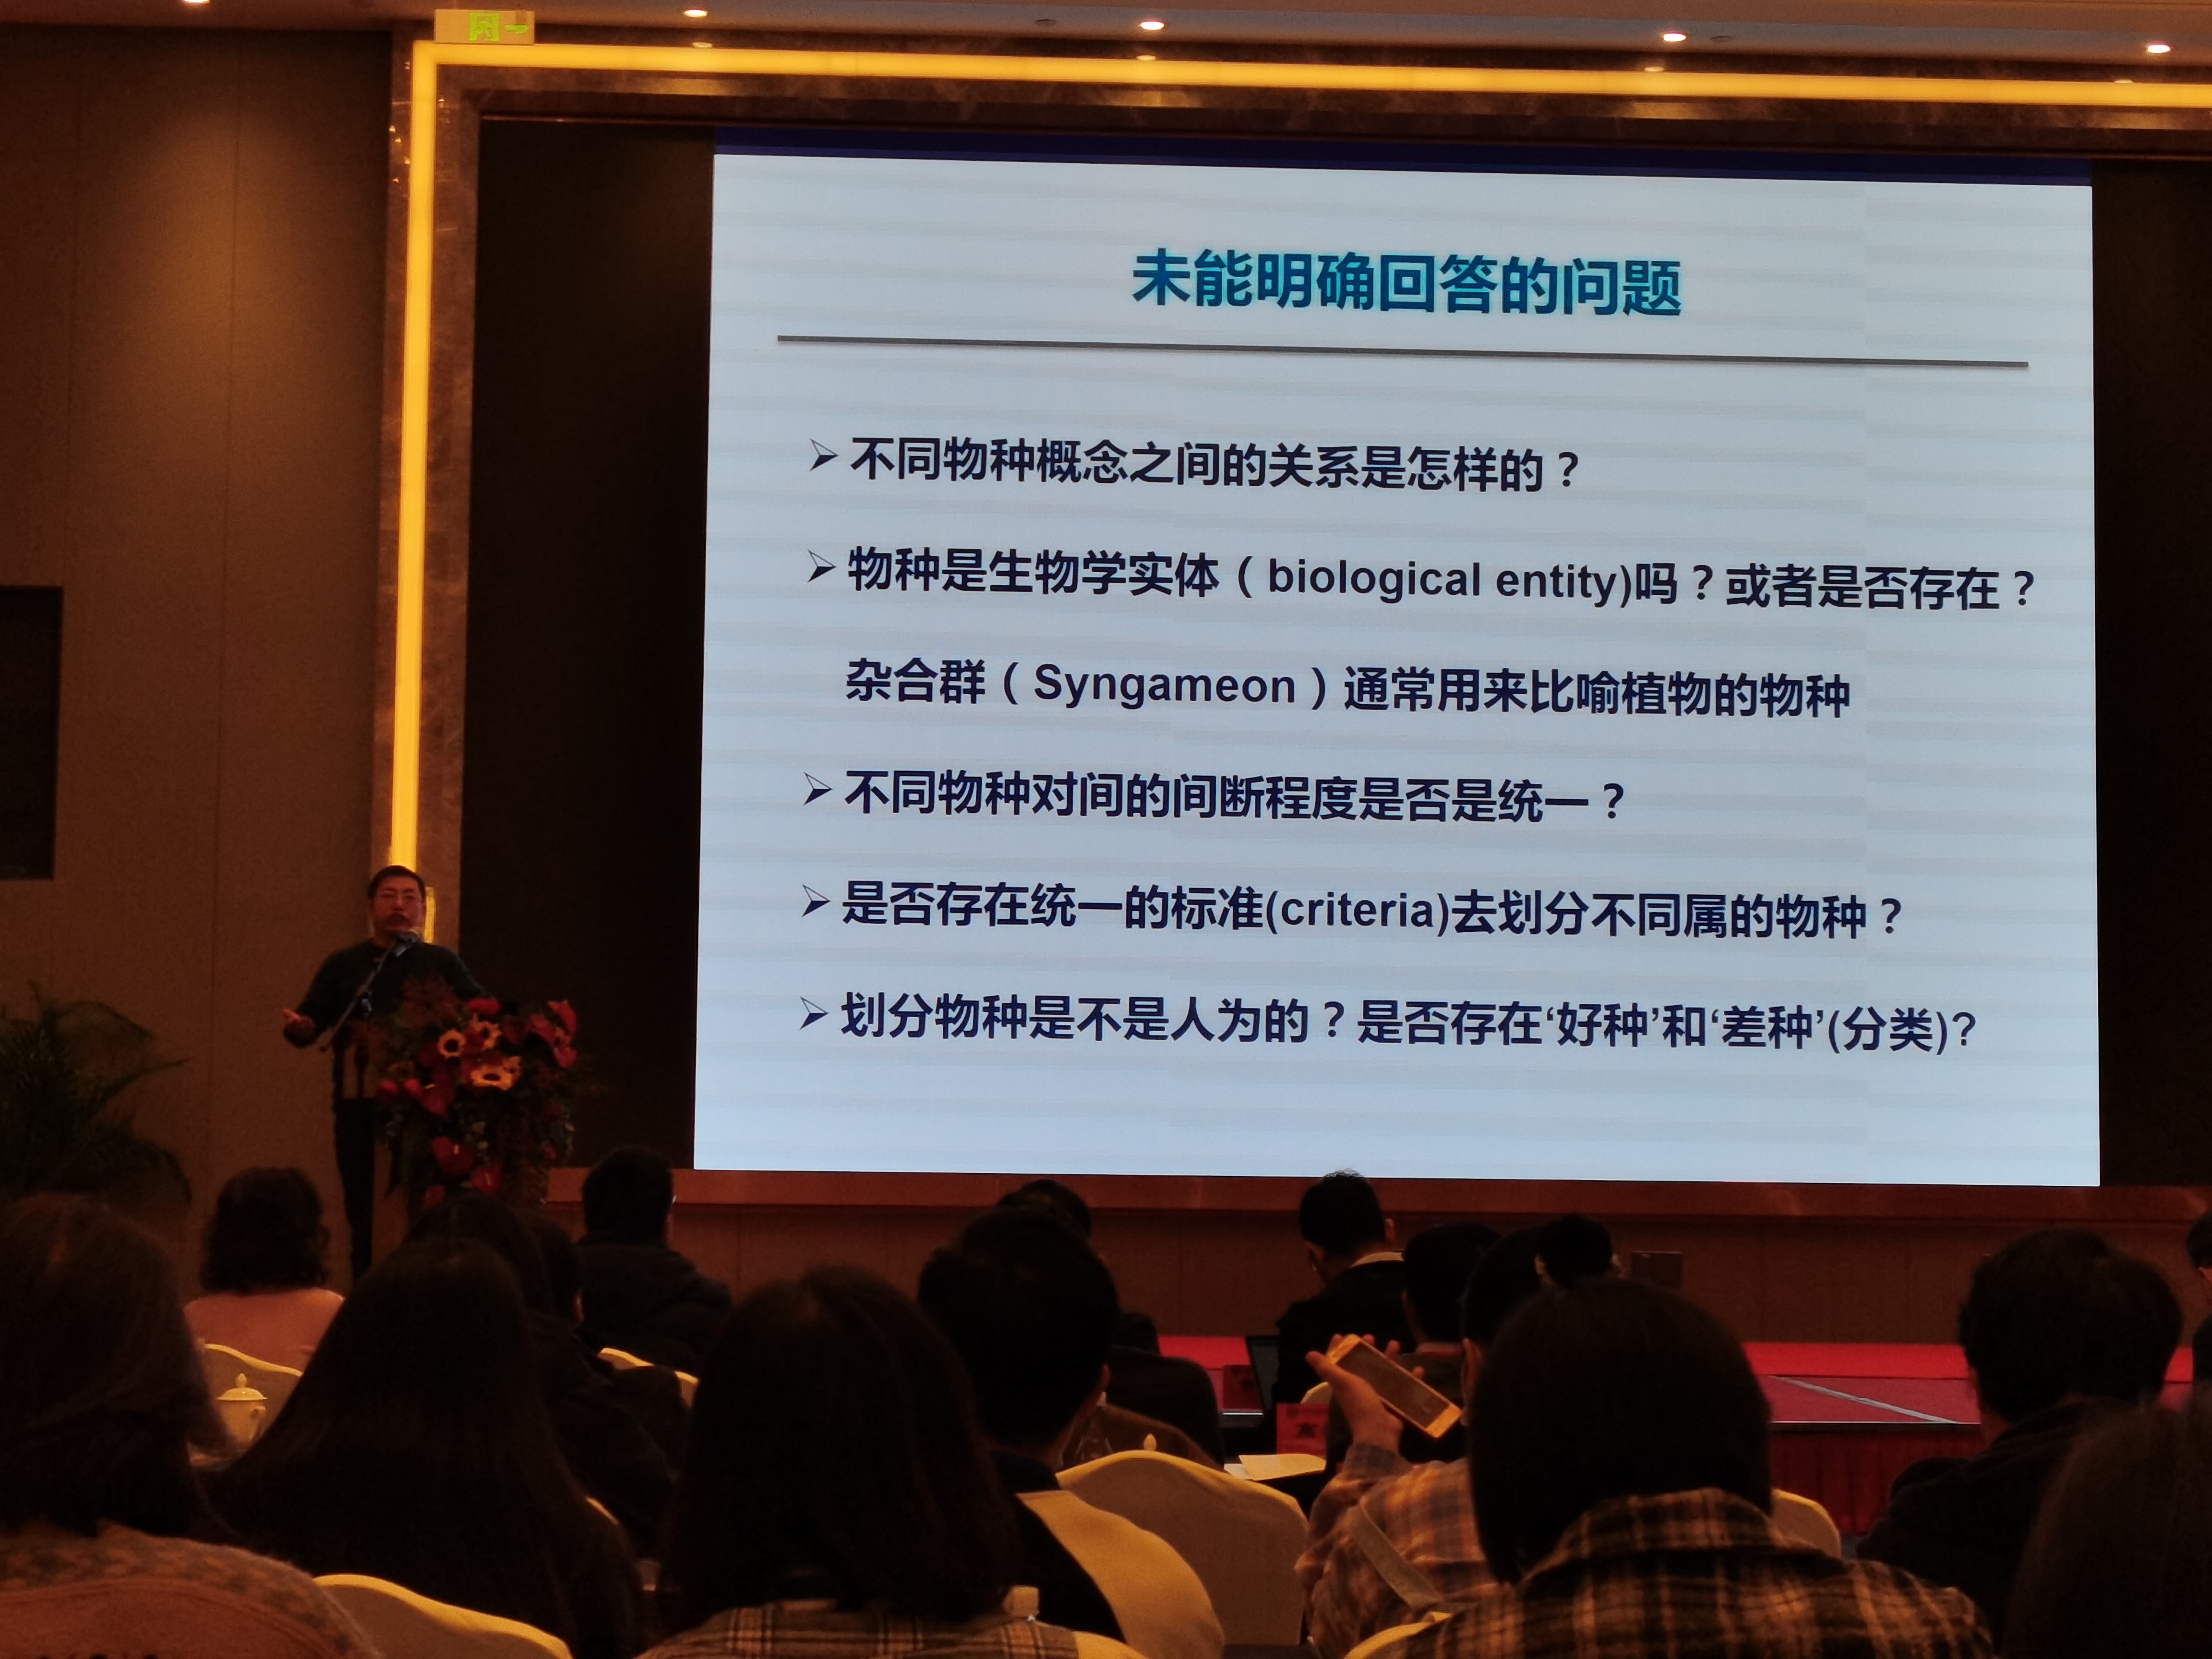 未能明确回答的问题
不同物种概念之间的关系是怎样的？
物种是生物学实体（biological entity)吗？或者是否存在？
杂合群（Syngameon）通常用来比喻植物的物种
不同物种对间的间断程度是否是统一？
是否存在统一的标准(criteria)去划分不同属的物种？
划分物种是不是人为的？是否存在‘好种’和‘差种’(分类)?